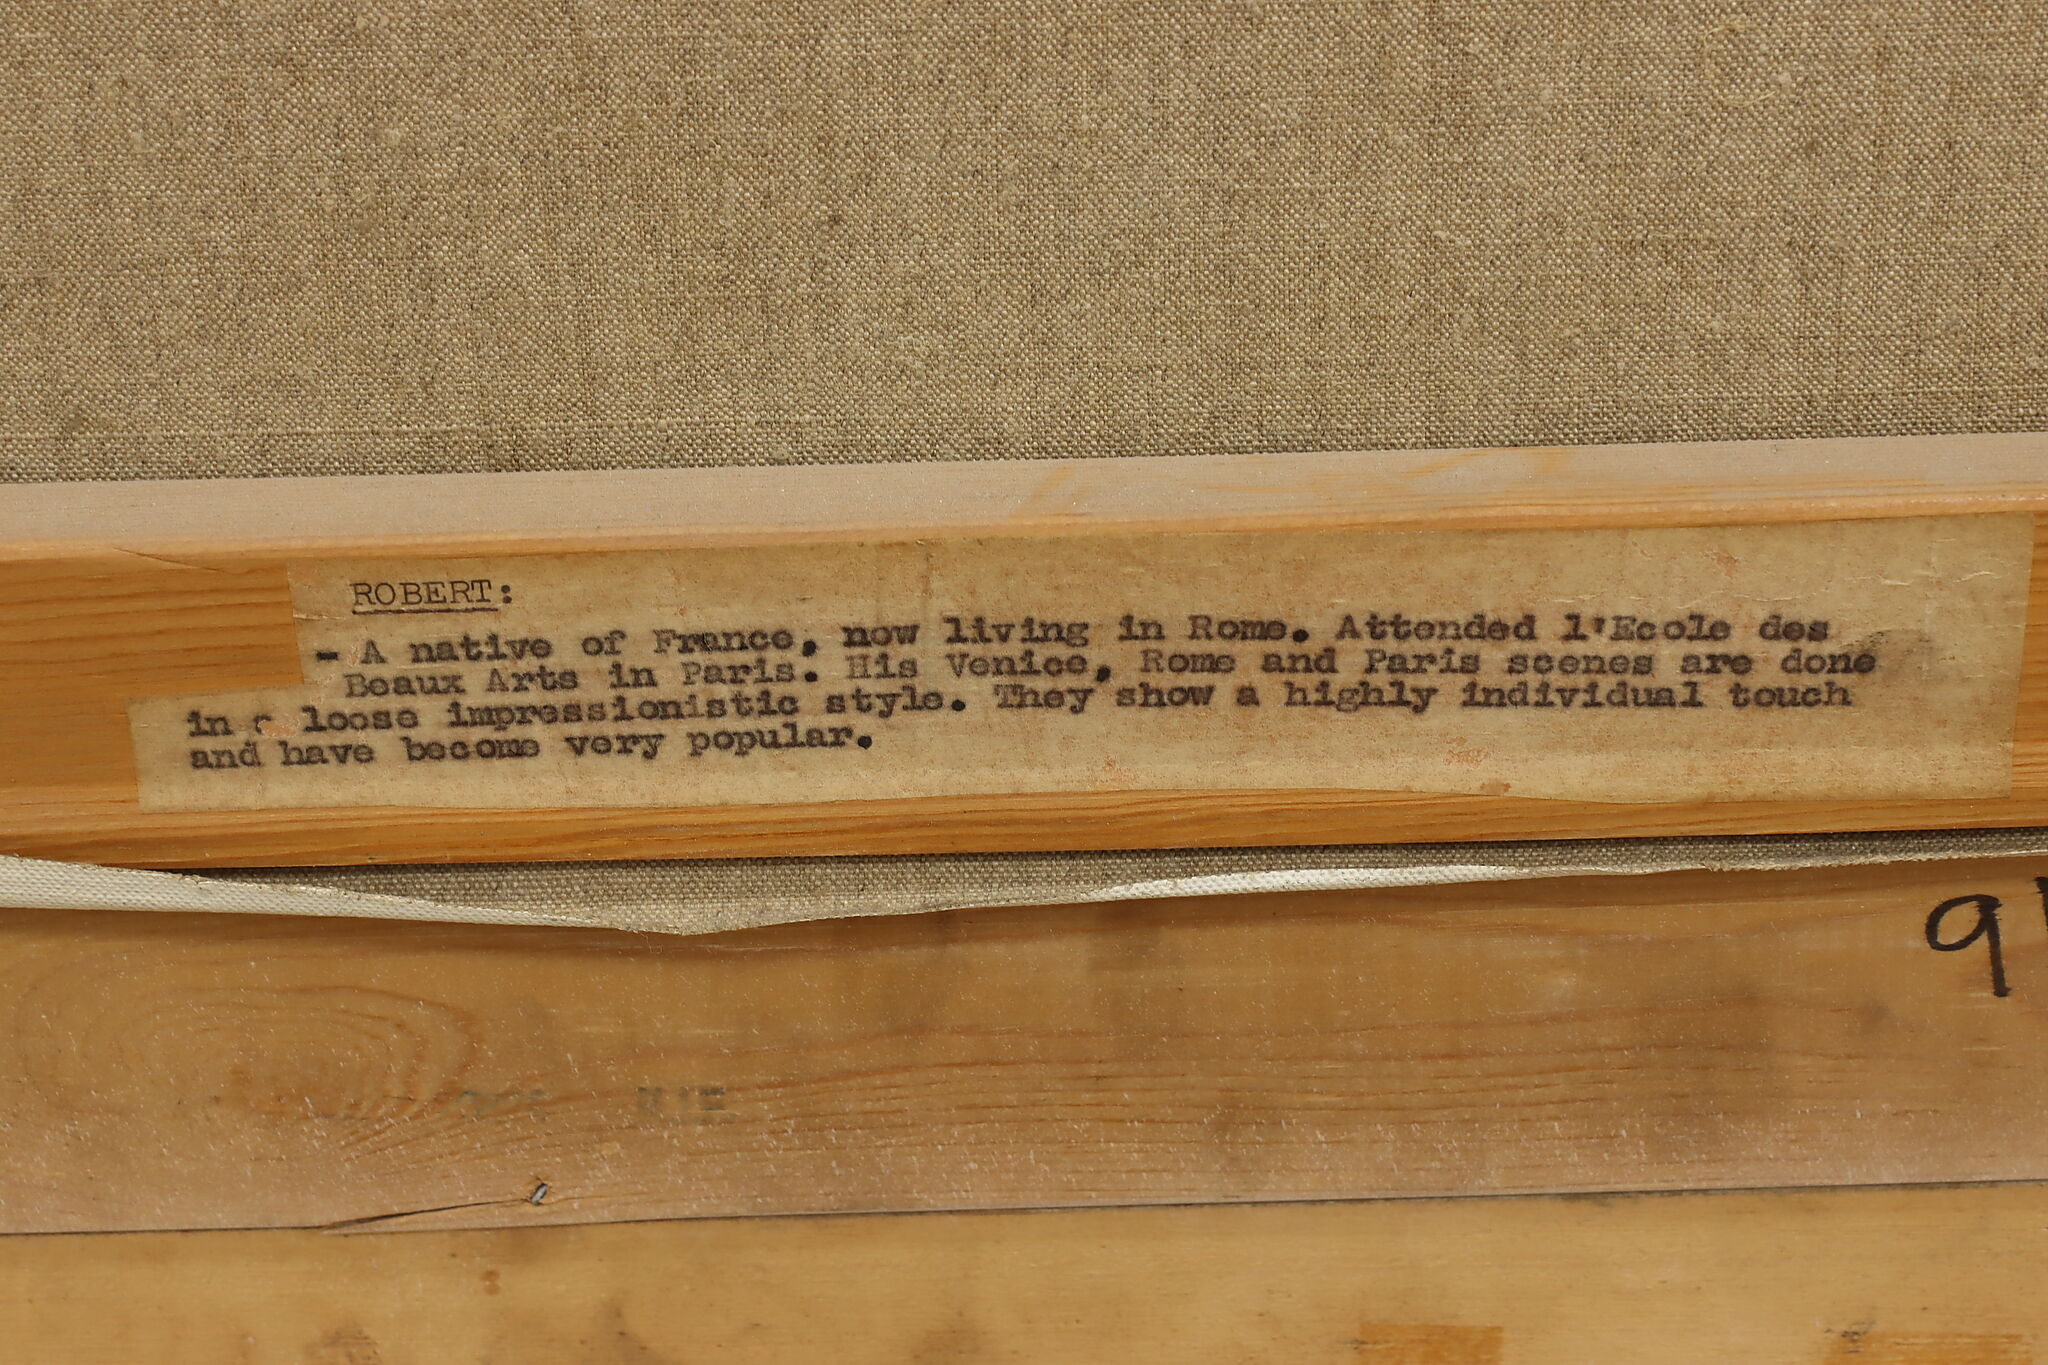 ROBERT:
- A native of France, now living in Rome. Attended l'Ecole des
Beaux Arts in Paris. His Venice, Rome and Paris scenes are done
in a loose impressionistic style. They show a highly individual touch
and have become very popular.
9